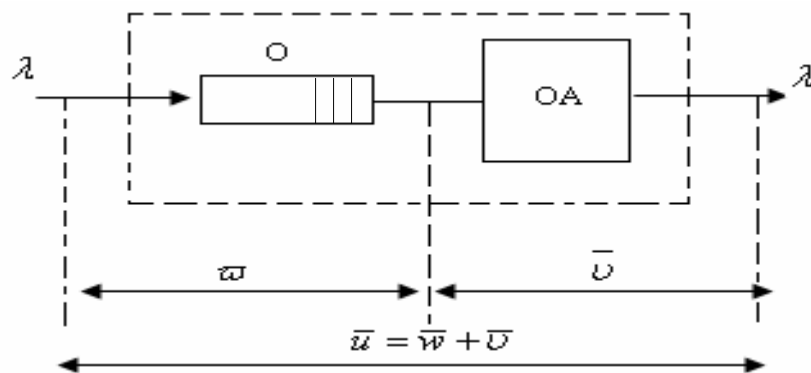 O
λ λ
OA
ϖ ῡ
ū = w̄ + ῡ